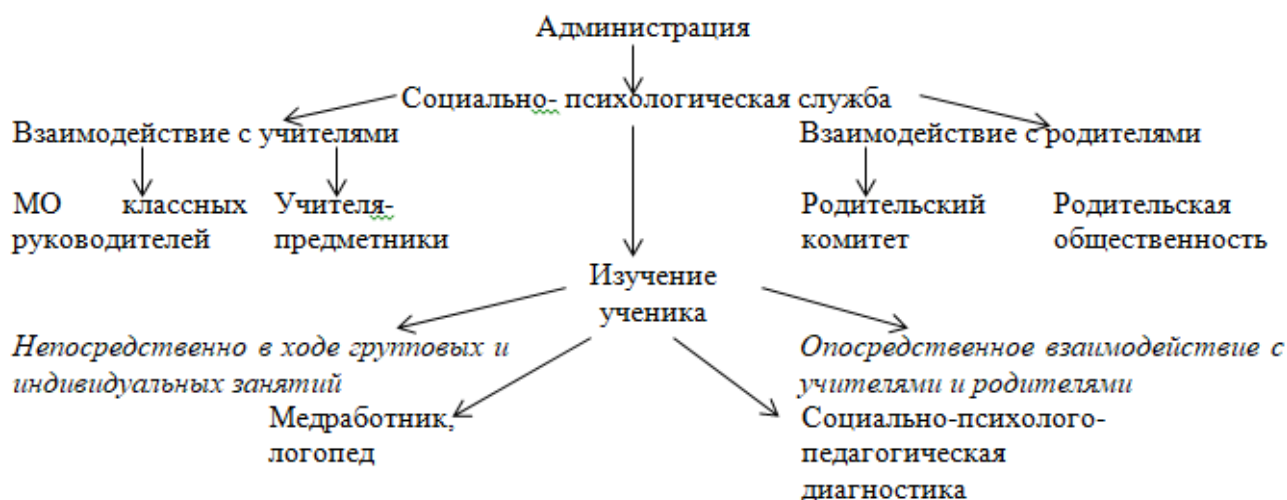 Администрация
Социально- психологическая служба
Взаимодействие с учителями
Взаимодействие с родителями
МО классных
руководителей
Учителя-
предметники
Родительский
комитет
Родительская
общественность
Изучение
ученика
Непосредственно в ходе групповых и
индивидуальных занятий
Опосредственное взаимодействие с
учителями и родителями
Медработник,
логопед
Социально-психолого-
педагогическая
диагностика